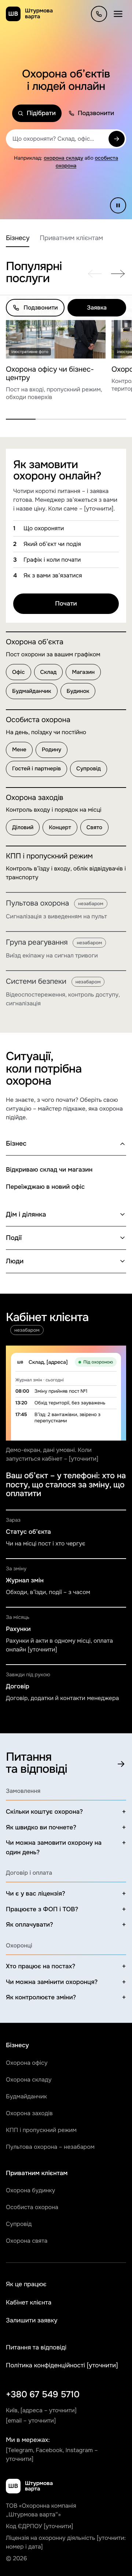 ШВ
Штурмова
варта
Охорона об’єктів
і людей онлайн
Підібрати
Подзвонити
Що охороняти? Склад, офіс...
Наприклад: охорона складу або особиста
охорона
Бізнесу
Приватним клієнтам
Популярні
послуги
Подзвонити
Заявка
Охорона офісу чи бізнес-
центру
Пост на вході, пропускний режим,
обходи поверхів
Охоро
Контро
територ
Як замовити
охорону онлайн?
Чотири короткі питання – і заявка
готова. Менеджер зв’яжеться з вами
і назве ціну. Коли саме – [уточнити].
1 Що охороняти
2 Який об’єкт чи подія
3 Графік і коли почати
4 Як з вами зв’язатися
Почати
Охорона об’єкта
Пост охорони за вашим графіком
Офіс
Склад
Магазин
Будмайданчик
Будинок
Особиста охорона
На день, поїздку чи постійно
Мене
Родину
Гостей і партнерів
Супровід
Охорона заходів
Контроль входу і порядок на місці
Діловий
Концерт
Свято
КПП і пропускний режим
Контроль в’їзду і входу, облік відвідувачів і
транспорту
Пультова охорона незабаром
Сигналізація з виведенням на пульт
Група реагування незабаром
Виїзд екіпажу на сигнал тривоги
Системи безпеки незабаром
Відеоспостереження, контроль доступу,
сигналізація
Ситуації,
коли потрібна
охорона
Не знаєте, з чого почати? Оберіть свою
ситуацію – майстер підкаже, яка охорона
підійде.
Бізнес
Відкриваю склад чи магазин
Переїжджаю в новий офіс
Дім і ділянка
Події
Люди
Кабінет клієнта
незабаром
ШВ Склад, [адреса] Під охороною
Журнал змін · сьогодні
08:00 Зміну прийняв пост №1
13:20 Обхід території, без зауважень
17:45 В’їзд: 2 вантажівки, звірено з
перепустками
Демо-екран, дані умовні. Коли
запуститься кабінет – [уточнити]
Ваш об’єкт – у телефоні: хто на
посту, що сталося за зміну, що
оплатити
Зараз
Статус об’єкта
Чи на місці пост і хто чергує
За зміну
Журнал змін
Обходи, в’їзди, події – з часом
За місяць
Рахунки
Рахунки й акти в одному місці, оплата
онлайн [уточнити]
Завжди під рукою
Договір
Договір, додатки й контакти менеджера
Питання
та відповіді
Замовлення
Скільки коштує охорона? +
Як швидко ви почнете? +
Чи можна замовити охорону на +
один день?
Договір і оплата
Чи є у вас ліцензія? +
Працюєте з ФОП і ТОВ? +
Як оплачувати? +
Охоронці
Хто працює на постах? +
Чи можна замінити охоронця? +
Як контролюєте зміни? +
Бізнесу
Охорона офісу
Охорона складу
Будмайданчик
Охорона заходів
КПП і пропускний режим
Пультова охорона – незабаром
Приватним клієнтам
Охорона будинку
Особиста охорона
Супровід
Охорона свята
Як це працює
Кабінет клієнта
Залишити заявку
Питання та відповіді
Політика конфіденційності [уточнити]
+380 67 549 5710
Київ, [адреса – уточнити]
[email – уточнити]
Ми в мережах:
[Telegram, Facebook, Instagram –
уточнити]
ШВ
Штурмова
варта
ТОВ «Охоронна компанія
„Штурмова варта“»
Код ЄДРПОУ [уточнити]
Ліцензія на охоронну діяльність [уточнити:
номер і дата]
© 2026